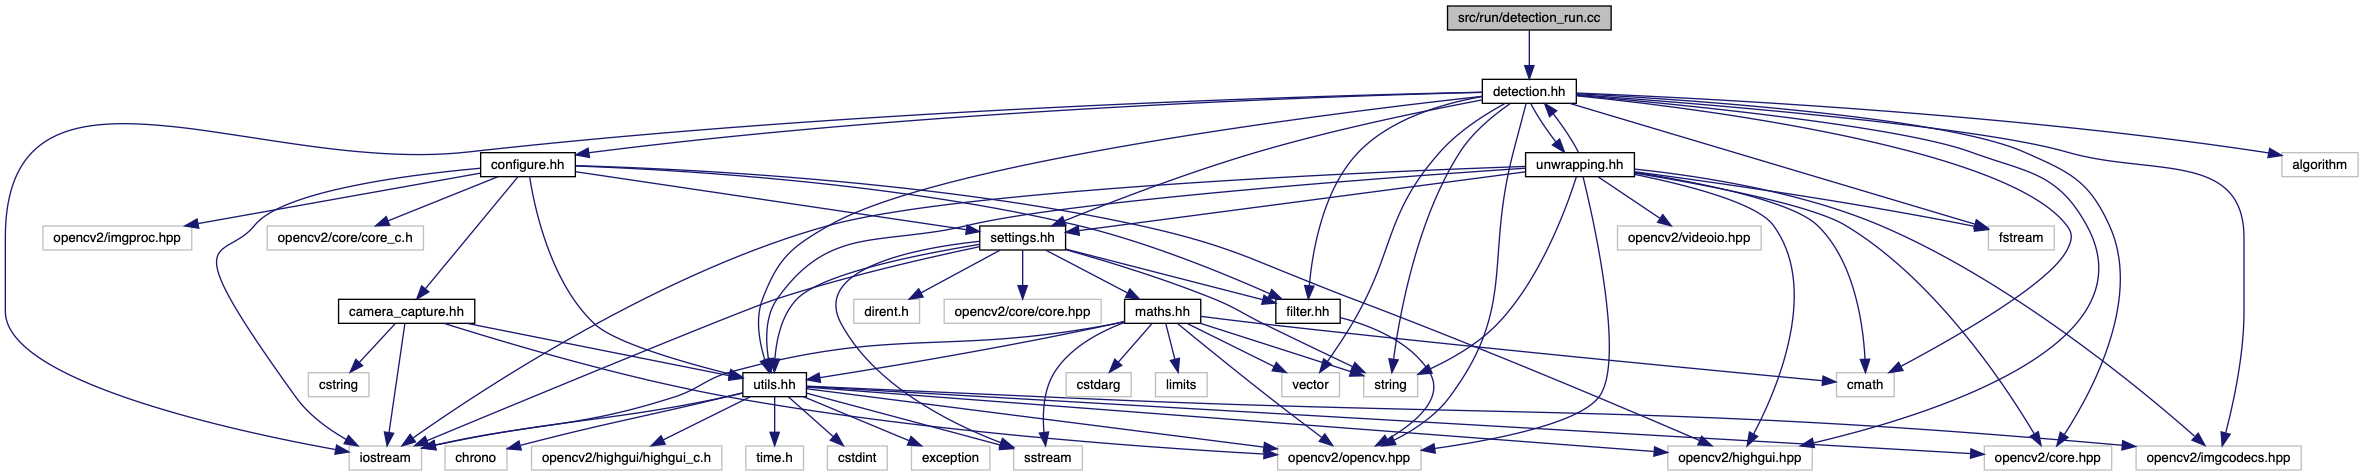 src/run/detection_run.cc
detection.hh
configure.hh
unwrapping.hh
algorithm
opencv2/imgproc.hpp
opencv2/core/core_c.h
settings.hh
opencv2/videoio.hpp
fstream
camera_capture.hh
dirent.h
opencv2/core/core.hpp
maths.hh
filter.hh
cstring
utils.hh
cstdarg
limits
vector
string
cmath
iostream
chrono
opencv2/highgui/highgui_c.h
time.h
cstdint
exception
sstream
opencv2/opencv.hpp
opencv2/highgui.hpp
opencv2/core.hpp
opencv2/imgcodecs.hpp